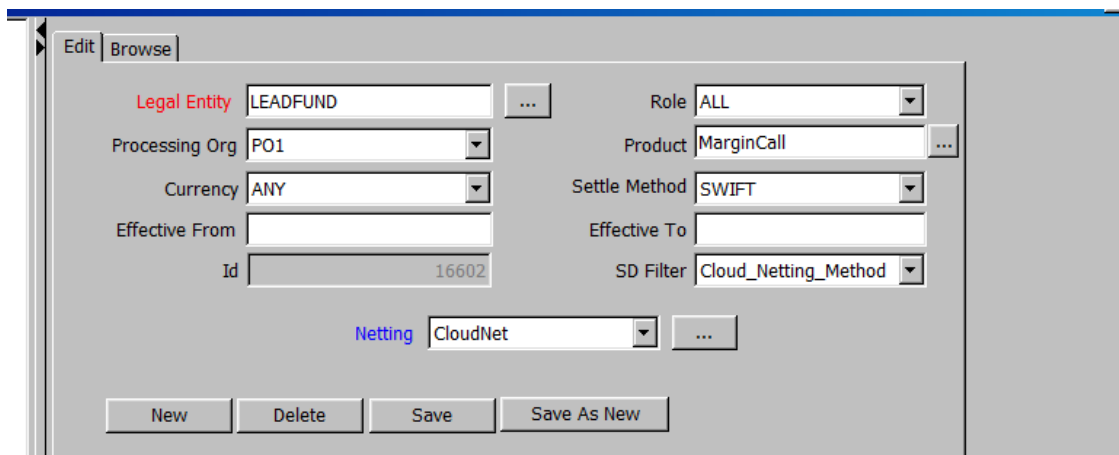 Edit Browse
Legal Entity LEADFUND ... Role ALL
Processing Org PO1 Product MarginCall ...
Currency ANY Settle Method SWIFT
Effective From Effective To
Id 16602 SD Filter Cloud_Netting_Method
Netting CloudNet ...
New Delete Save Save As New